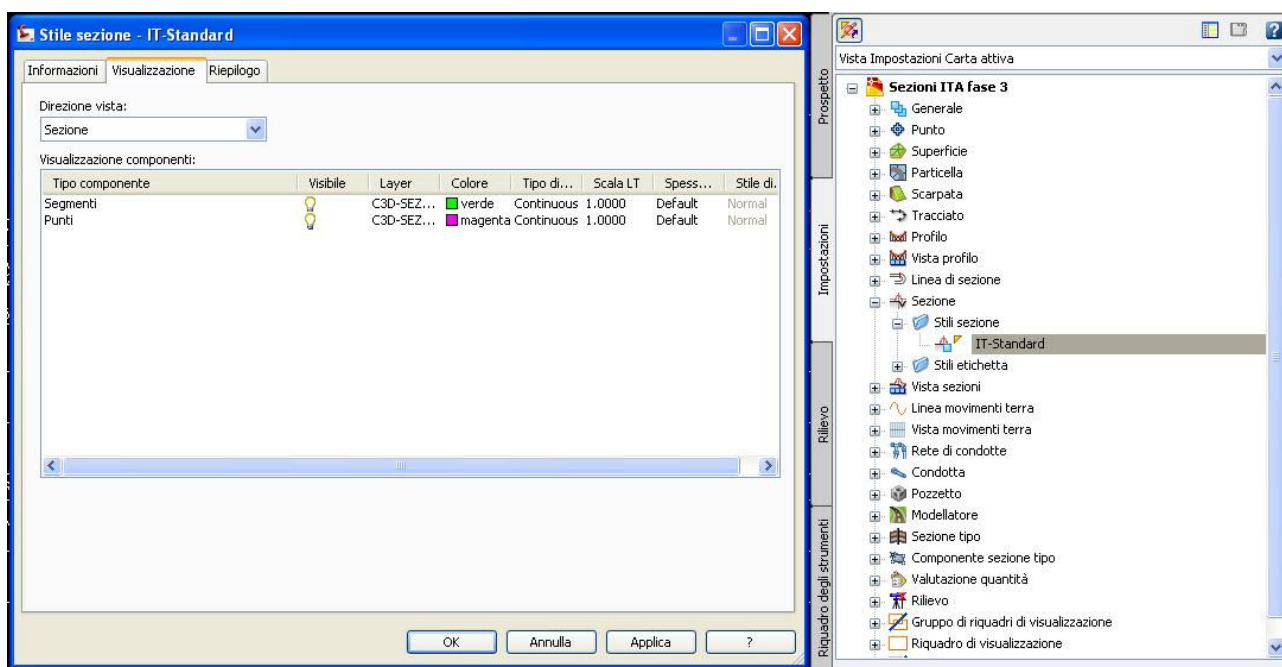 Stile sezione - IT-Standard
Informazioni Visualizzazione Riepilogo
Direzione vista:
Sezione
Visualizzazione componenti:
Tipo componente Visibile Layer Colore Tipo di... Scala LT Spess... Stile di.
Segmenti C3D-SEZ... verde Continuous 1.0000 Default Normal
Punti C3D-SEZ... magenta Continuous 1.0000 Default Normal
OK Annulla Applica ?
Prospetto
Impostazioni
Rilievo
Riquadro degli strumenti
?
Vista Impostazioni Carta attiva
Sezioni ITA fase 3
Generale
Punto
Superficie
Particella
Scarpata
Tracciato
Profilo
Vista profilo
Linea di sezione
Sezione
Stili sezione
IT-Standard
Stili etichetta
Vista sezioni
Linea movimenti terra
Vista movimenti terra
Rete di condotte
Condotta
Pozzetto
Modellatore
Sezione tipo
Componente sezione tipo
Valutazione quantità
Rilievo
Gruppo di riquadri di visualizzazione
Riquadro di visualizzazione